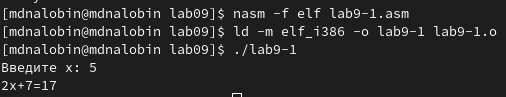 [mdnalobin@mdnalobin lab09]$ nasm -f elf lab9-1.asm
[mdnalobin@mdnalobin lab09]$ ld -m elf_i386 -o lab9-1 lab9-1.o
[mdnalobin@mdnalobin lab09]$ ./lab9-1
Введите x: 5
2x+7=17